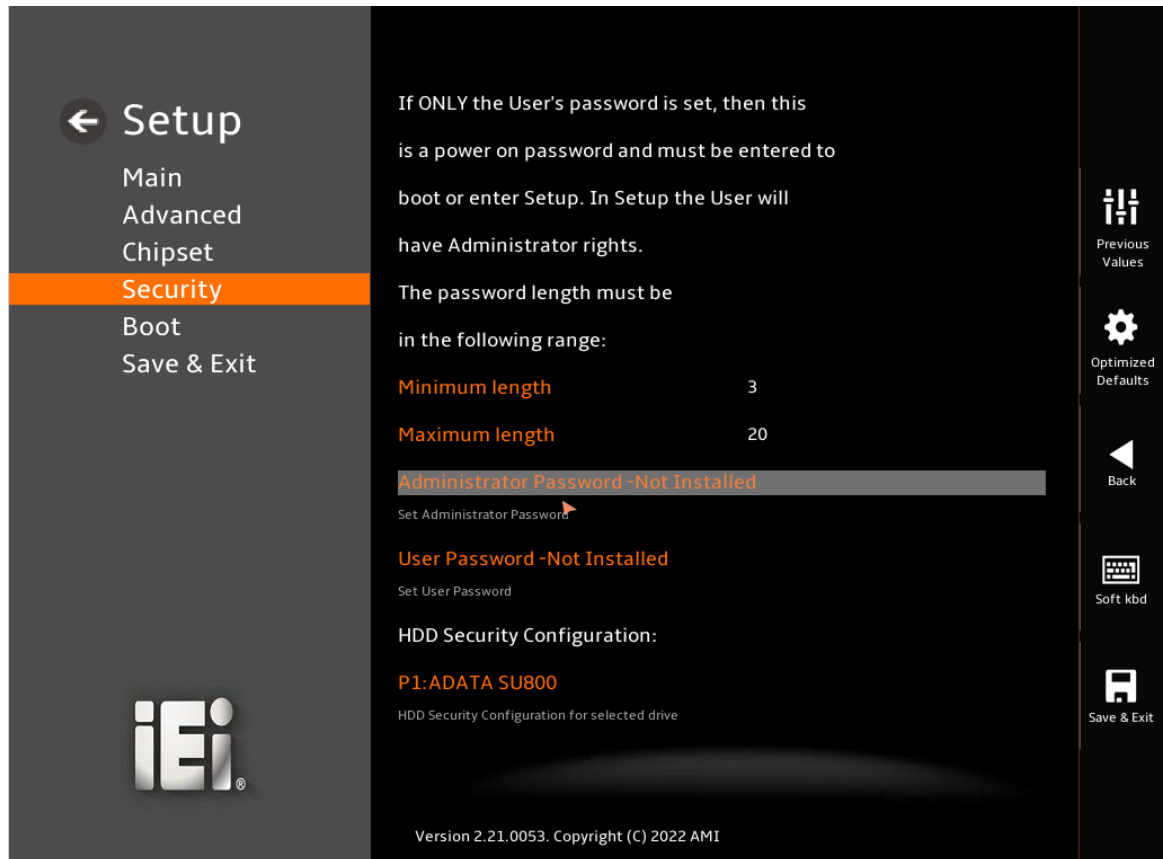 Setup
Main
Advanced
Chipset
Security
Boot
Save & Exit
If ONLY the User's password is set, then this
is a power on password and must be entered to
boot or enter Setup. In Setup the User will
have Administrator rights.
The password length must be
in the following range:
Minimum length 3
Maximum length 20
Administrator Password -Not Installed
Set Administrator Password
User Password -Not Installed
Set User Password
HDD Security Configuration:
P1:ADATA SU800
HDD Security Configuration for selected drive
Previous
Values
Optimized
Defaults
Back
Soft kbd
Save & Exit
iEi®
Version 2.21.0053. Copyright (C) 2022 AMI